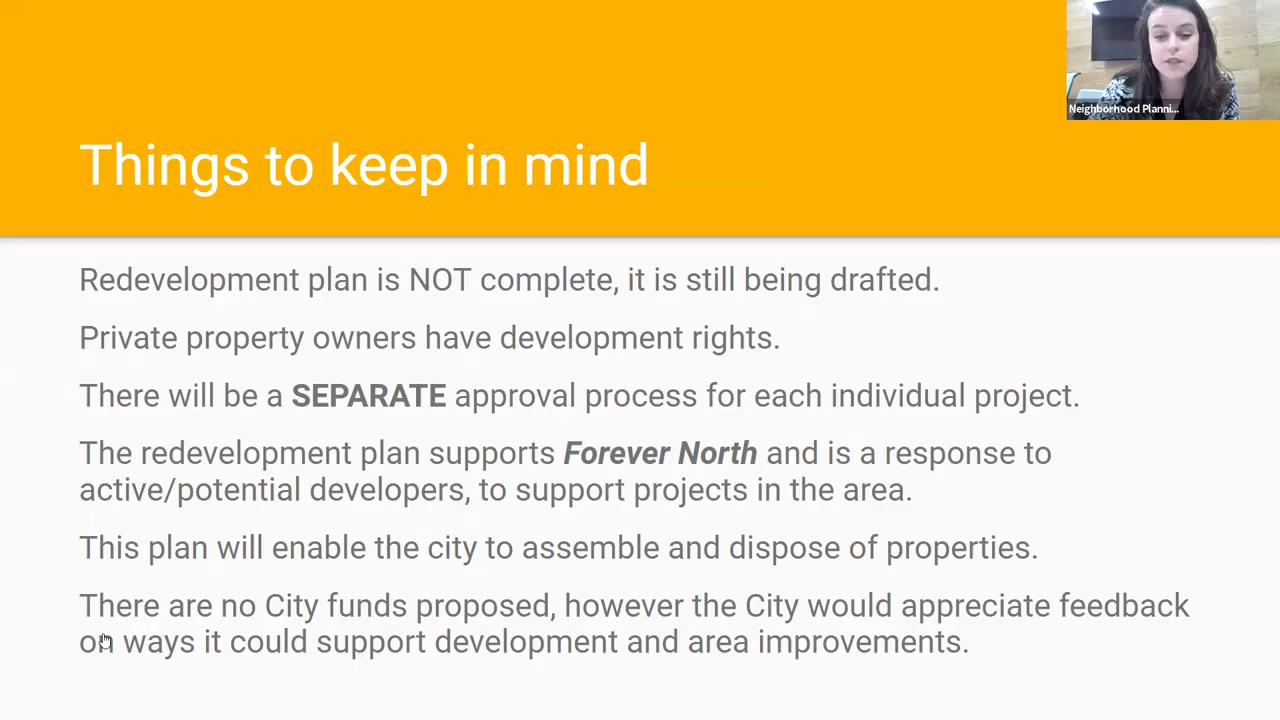 Neighborhood Planni...
Things to keep in mind
Redevelopment plan is NOT complete, it is still being drafted.
Private property owners have development rights.
There will be a SEPARATE approval process for each individual project.
The redevelopment plan supports Forever North and is a response to
active/potential developers, to support projects in the area.
This plan will enable the city to assemble and dispose of properties.
There are no City funds proposed, however the City would appreciate feedback
on ways it could support development and area improvements.